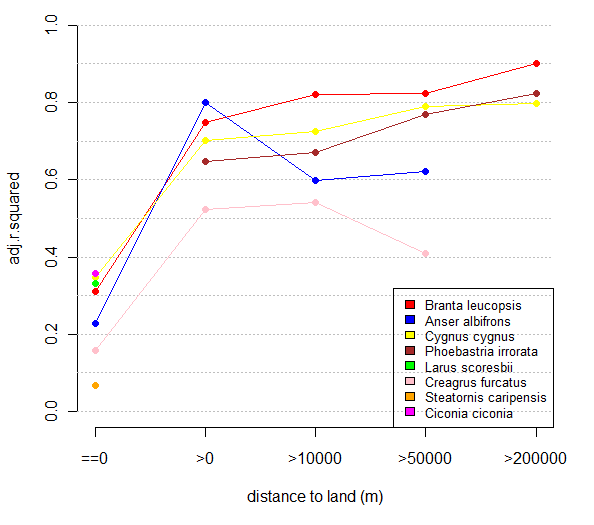 1.0
0.8
0.6
0.4
0.2
0.0
adj.r.squared
Branta leucopsis
Anser albifrons
Cygnus cygnus
Phoebastria irrorata
Larus scoresbii
Creagrus furcatus
Steatornis caripensis
Ciconia ciconia
==0 >0 >10000 >50000 >200000
distance to land (m)